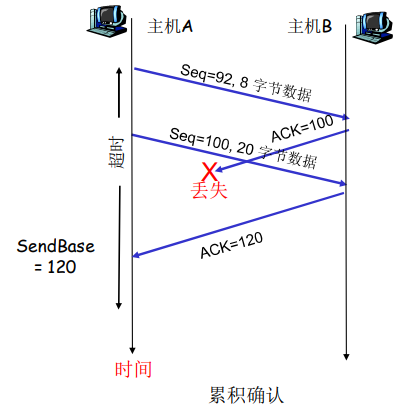 主机A
主机B
Seq=92, 8 字节数据
ACK=100
Seq=100, 20 字节数据
超时
X
丢失
SendBase
= 120
ACK=120
时间
累积确认